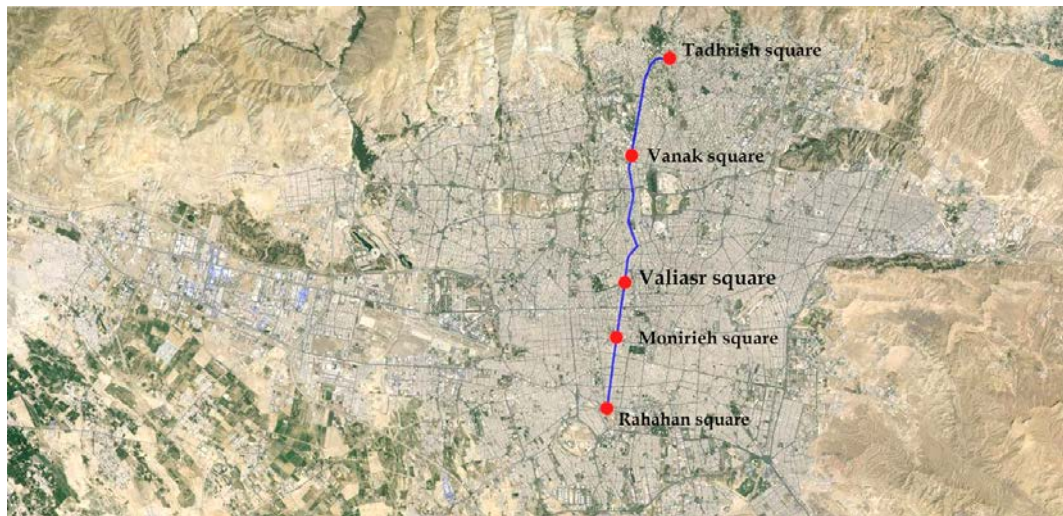 Tadhrish square
Vanak square
Valiasr square
Monirieh square
Rahahan square